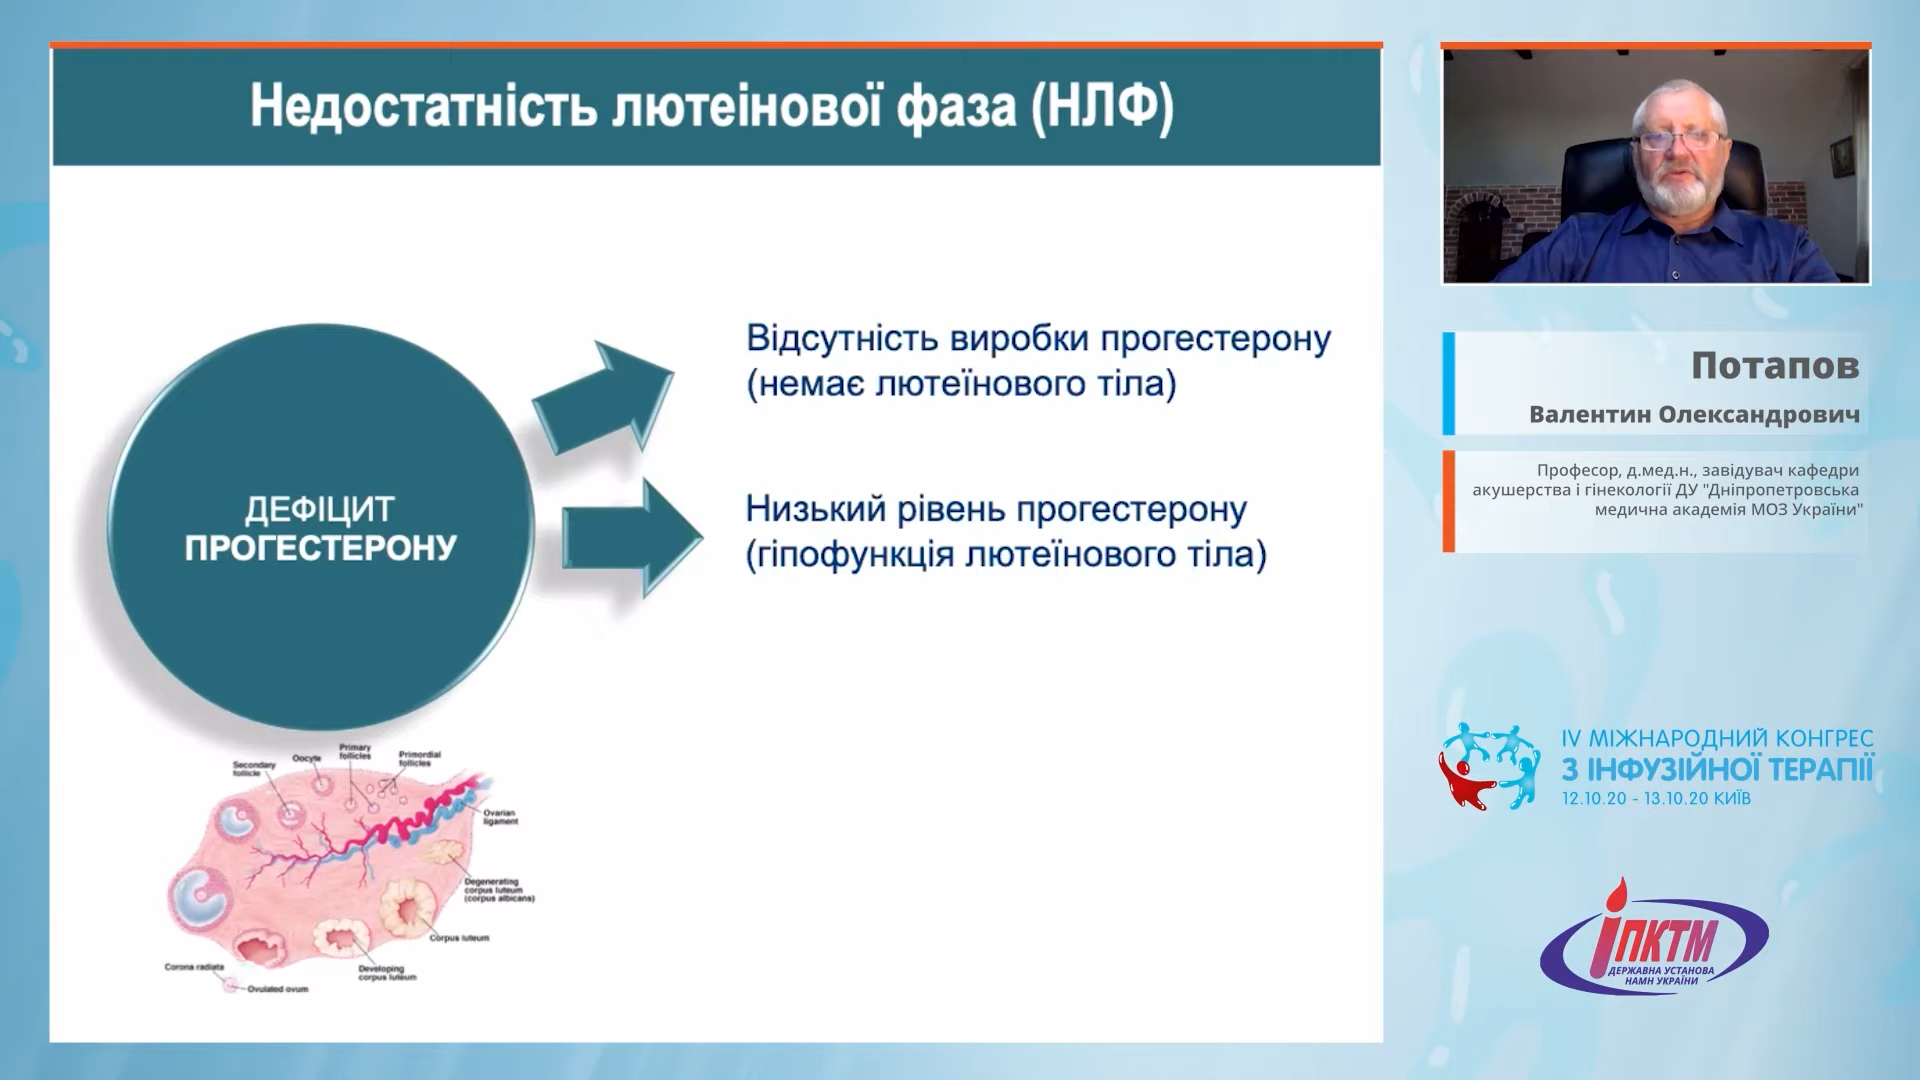 Недостатність лютеінової фаза (НЛФ)
Відсутність виробки прогестерону
(немає лютеїнового тіла)
ДЕФІЦИТ
ПРОГЕСТЕРОНУ
Низький рівень прогестерону
(гіпофункція лютеїнового тіла)
Secondary
follicle
Oocyte
Primary
follicles
Primordial
follicles
Ovarian
ligament
Degenerating
corpus luteum
(corpus albicans)
Corpus luteum
Developing
corpus luteum
Corona radiata
Ovulated ovum
Потапов
Валентин Олександрович
Професор, д.мед.н., завідувач кафедри
акушерства і гінекології ДУ "Дніпропетровська
медична академія МОЗ України"
IV МІЖНАРОДНИЙ КОНГРЕС
З ІНФУЗІЙНОЇ ТЕРАПІЇ
12.10.20 - 13.10.20 КИЇВ
ІПКТМ
ДЕРЖАВНА УСТАНОВА
НАМН УКРАЇНИ